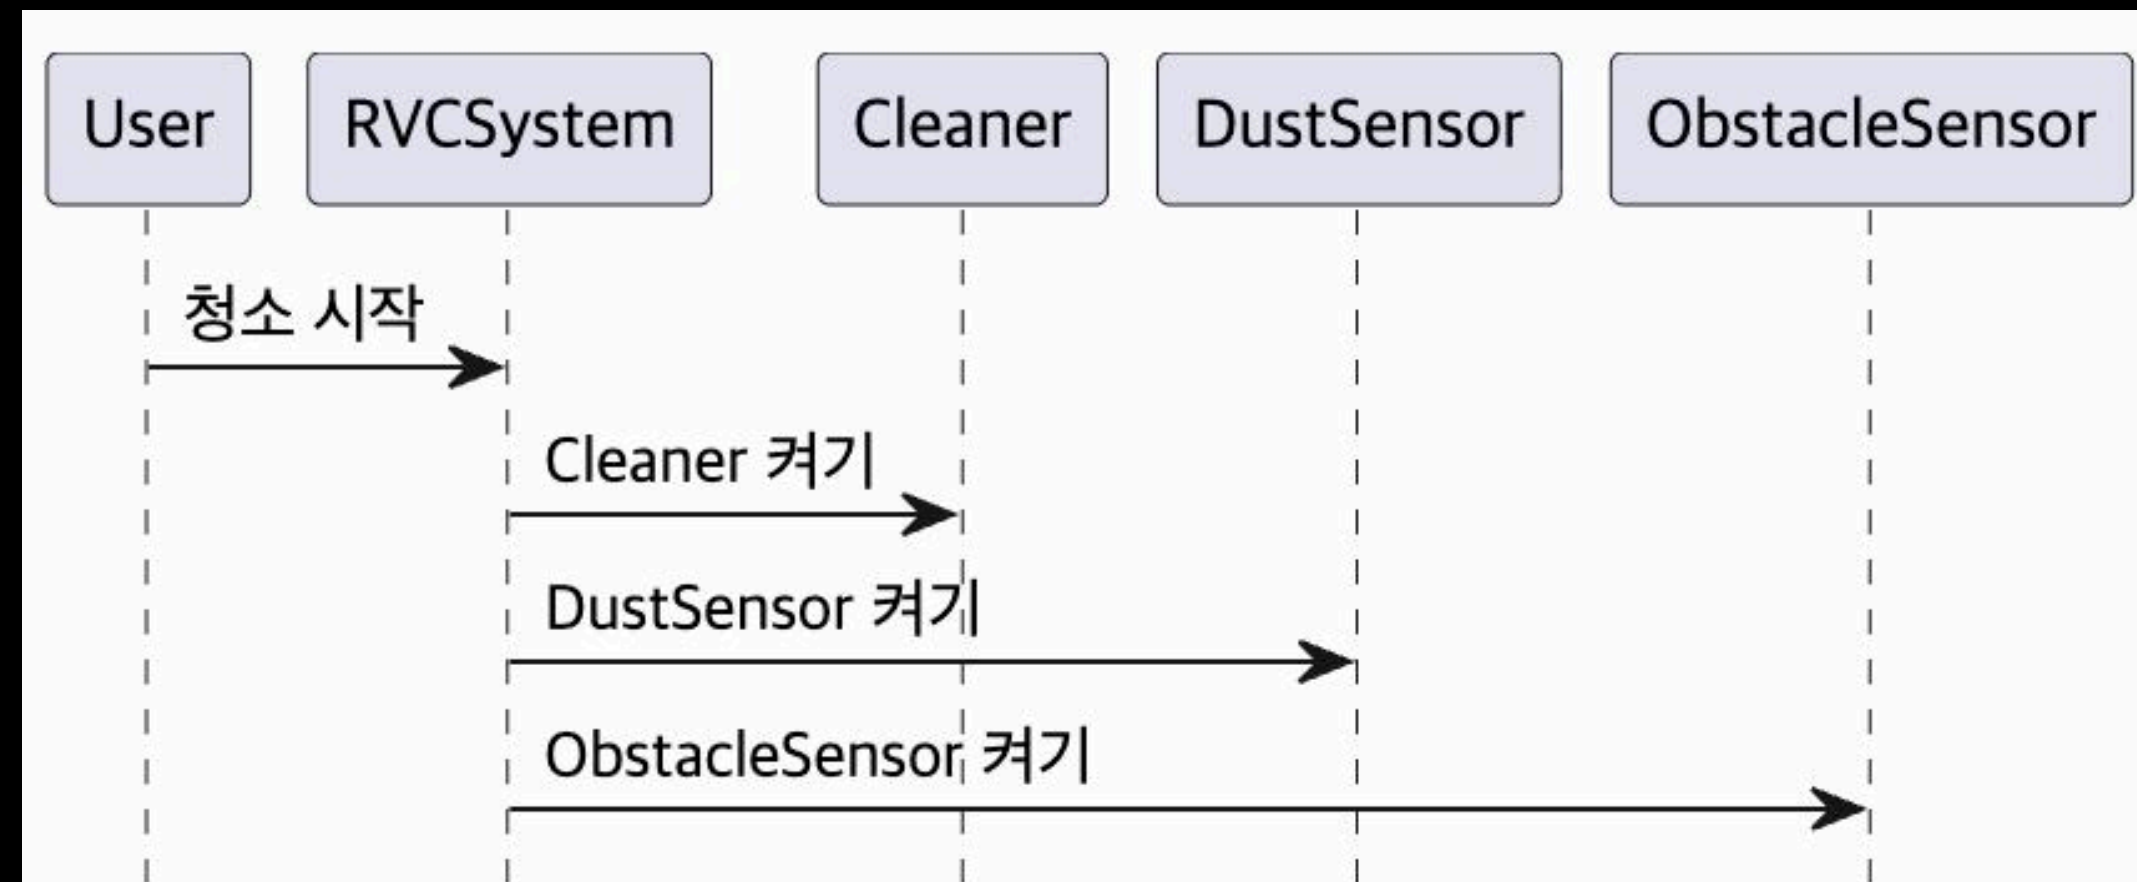 User
RVCSystem
Cleaner
DustSensor
ObstacleSensor
청소 시작
Cleaner 켜기
DustSensor 켜기
ObstacleSensor 켜기